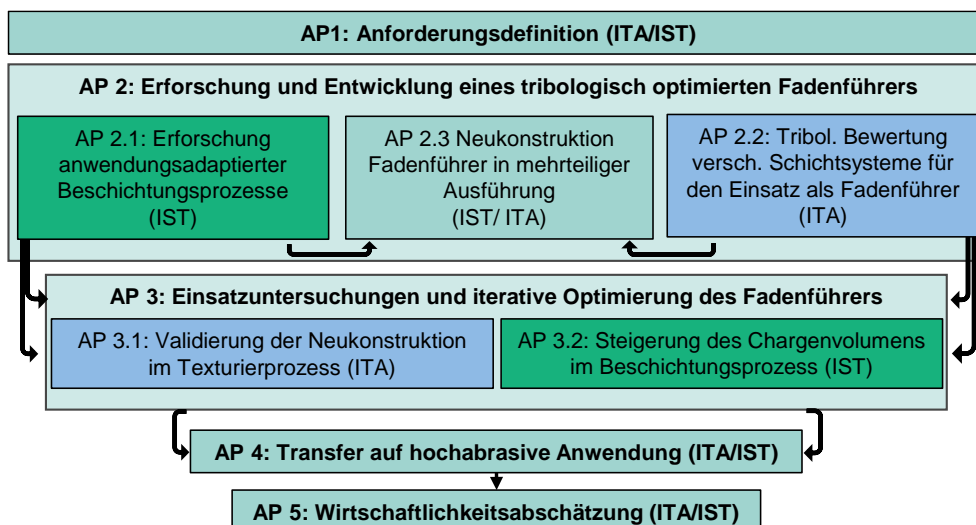 AP1: Anforderungsdefinition (ITA/IST)
AP 2: Erforschung und Entwicklung eines tribologisch optimierten Fadenführers
AP 2.1: Erforschung
anwendungsadaptierter
Beschichtungsprozesse
(IST)
AP 2.3 Neukonstruktion
Fadenführer in mehrteiliger
Ausführung
(IST/ ITA)
AP 2.2: Tribol. Bewertung
versch. Schichtsysteme für
den Einsatz als Fadenführer
(ITA)
AP 3: Einsatzuntersuchungen und iterative Optimierung des Fadenführers
AP 3.1: Validierung der Neukonstruktion
im Texturierprozess (ITA)
AP 3.2: Steigerung des Chargenvolumens
im Beschichtungsprozess (IST)
AP 4: Transfer auf hochabrasive Anwendung (ITA/IST)
AP 5: Wirtschaftlichkeitsabschätzung (ITA/IST)